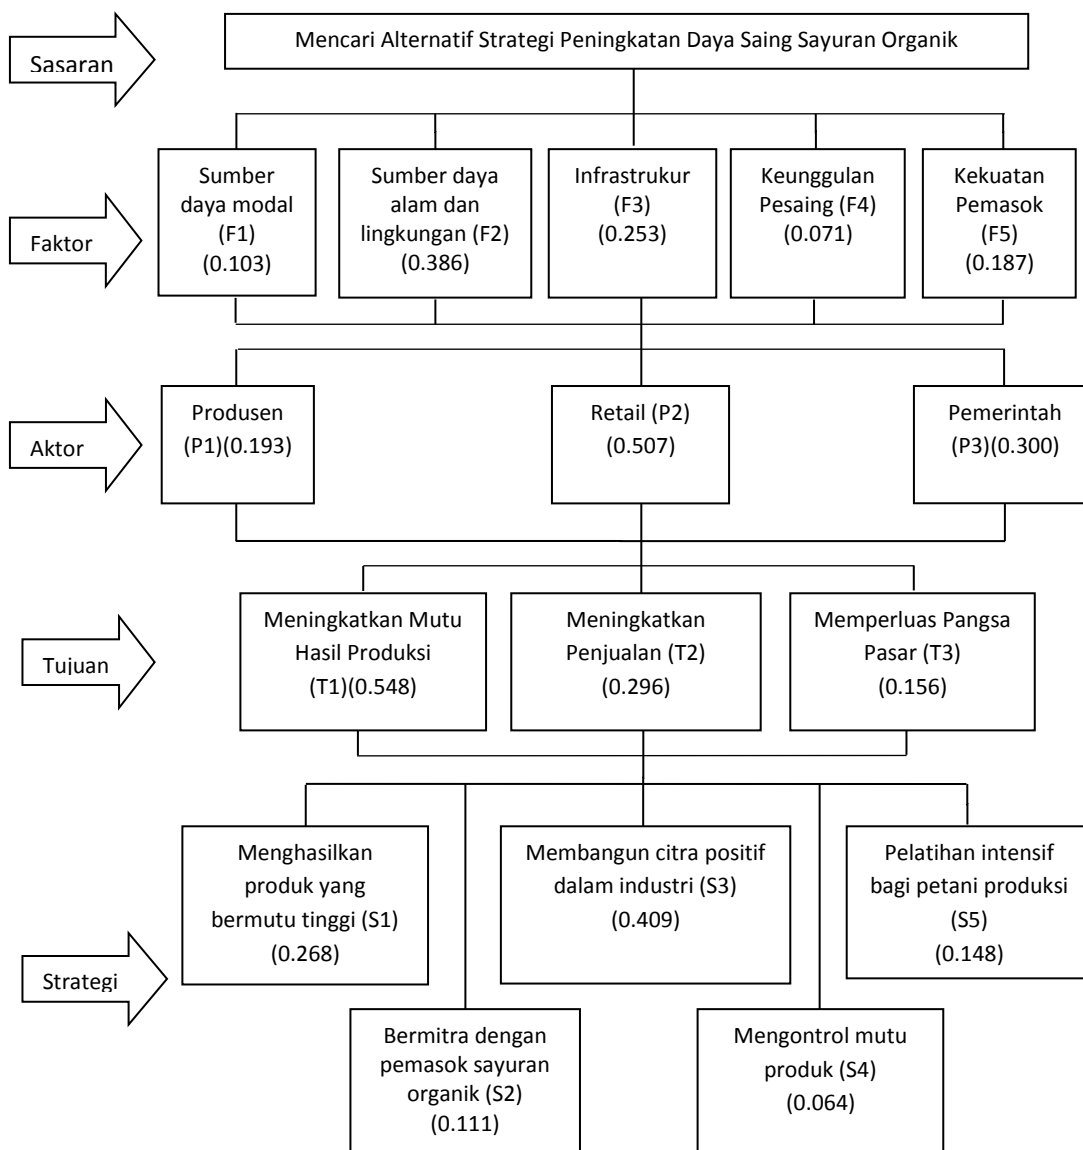 Sasaran
Mencari Alternatif Strategi Peningkatan Daya Saing Sayuran Organik
Faktor
Sumber
daya modal
(F1)
(0.103)
Sumber daya
alam dan
lingkungan (F2)
(0.386)
Infrastrukur
(F3)
(0.253)
Keunggulan
Pesaing (F4)
(0.071)
Kekuatan
Pemasok
(F5)
(0.187)
Aktor
Produsen
(P1)(0.193)
Retail (P2)
(0.507)
Pemerintah
(P3)(0.300)
Tujuan
Meningkatkan Mutu
Hasil Produksi
(T1)(0.548)
Meningkatkan
Penjualan (T2)
(0.296)
Memperluas Pangsa
Pasar (T3)
(0.156)
Strategi
Menghasilkan
produk yang
bermutu tinggi (S1)
(0.268)
Membangun citra positif
dalam industri (S3)
(0.409)
Pelatihan intensif
bagi petani produksi
(S5)
(0.148)
Bermitra dengan
pemasok sayuran
organik (S2)
(0.111)
Mengontrol mutu
produk (S4)
(0.064)